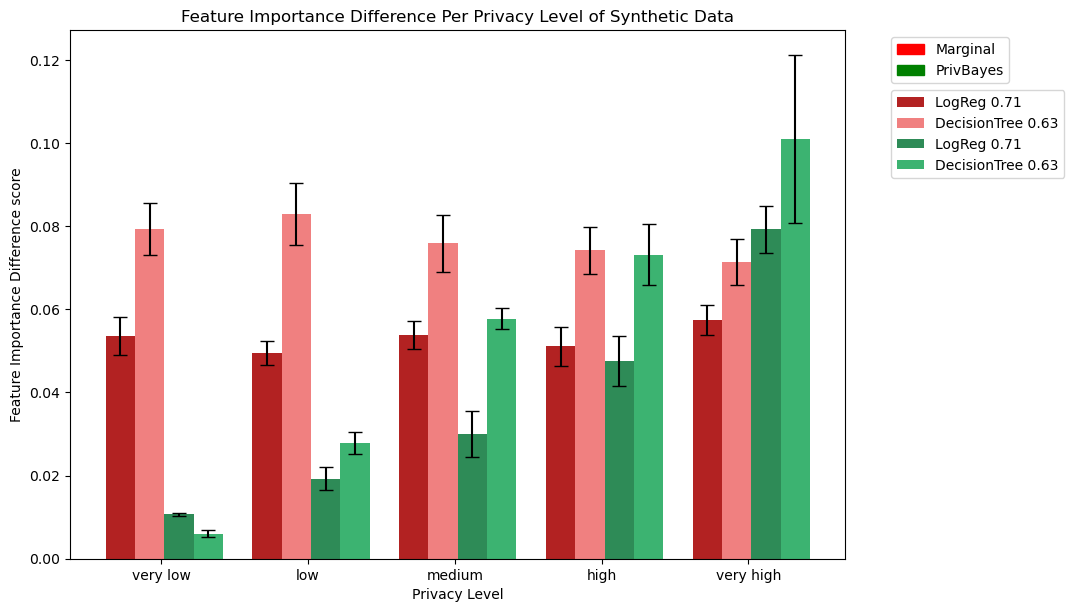 Feature Importance Difference Per Privacy Level of Synthetic Data
Feature Importance Difference score
0.12
0.10
0.08
0.06
0.04
0.02
0.00
very low
low
medium
high
very high
Privacy Level
Marginal
PrivBayes
LogReg 0.71
DecisionTree 0.63
LogReg 0.71
DecisionTree 0.63